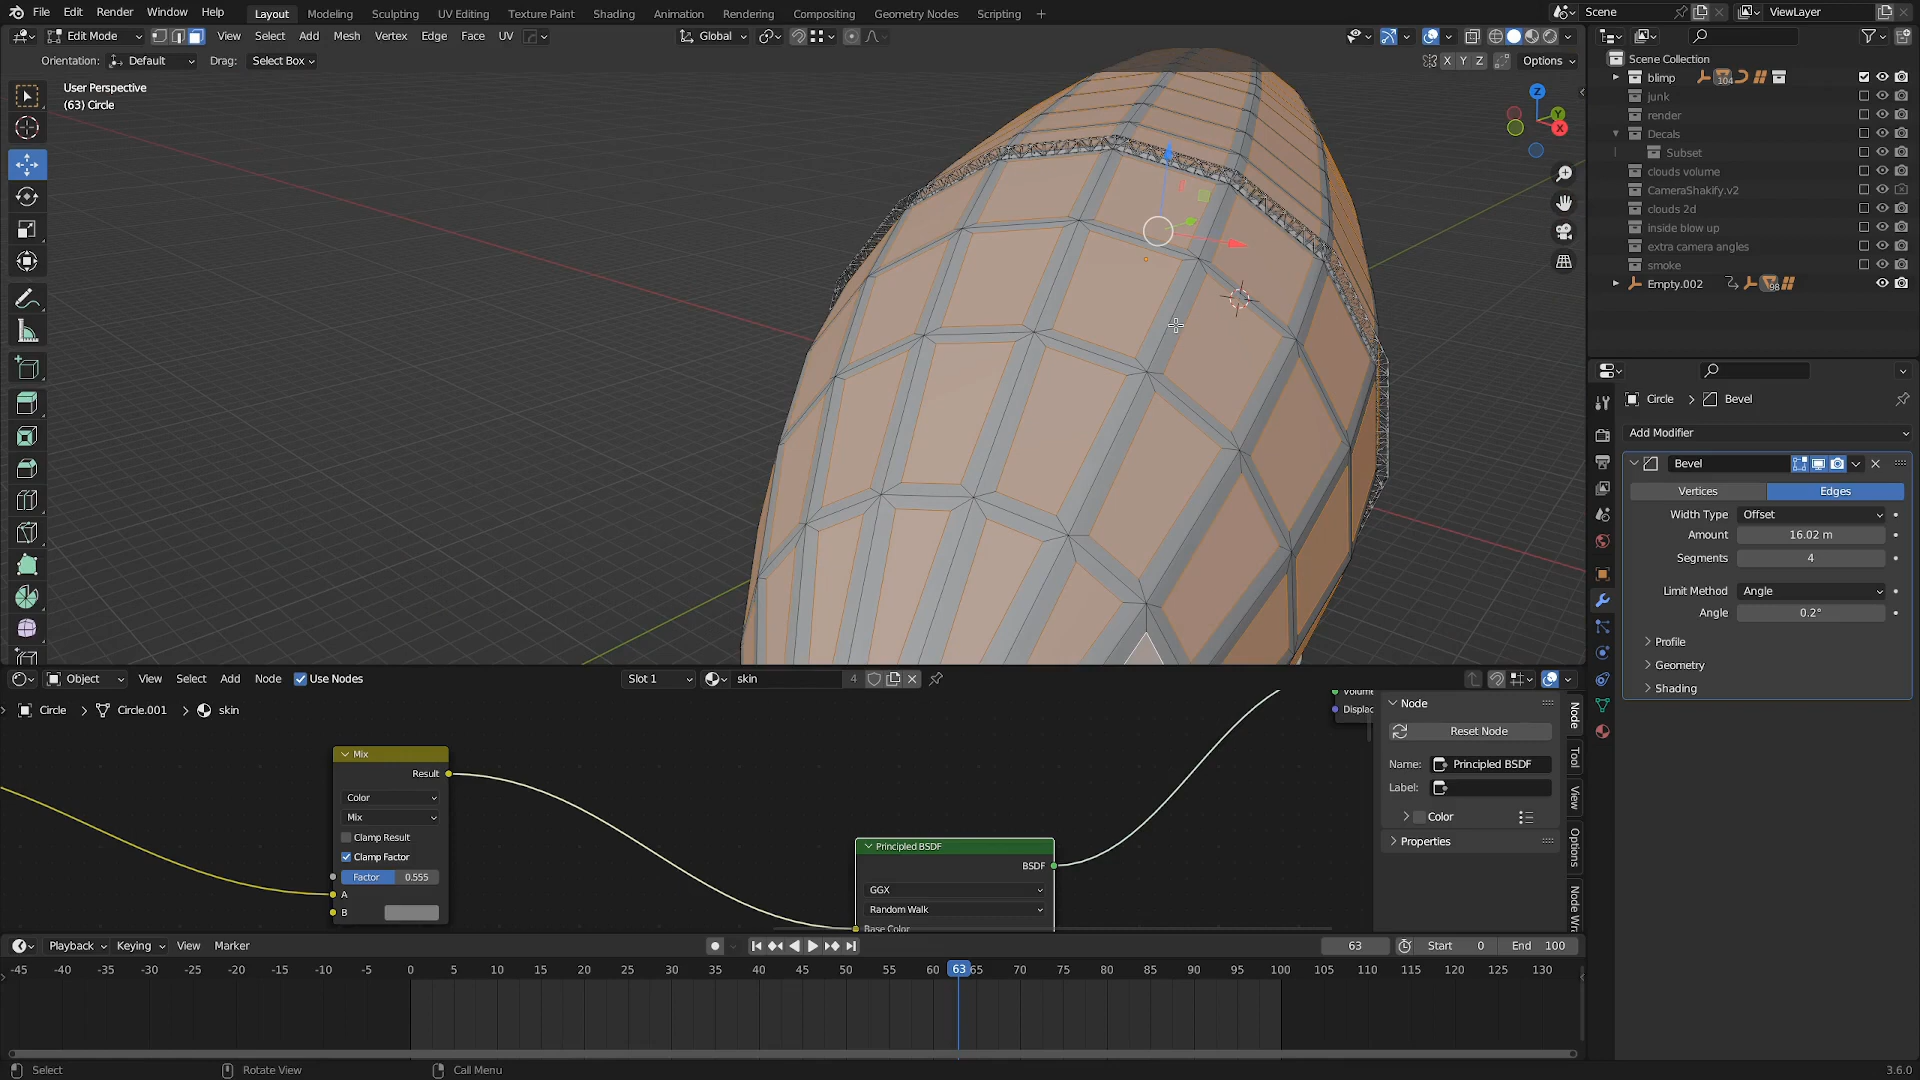 File Edit Render Window Help Layout Modeling Sculpting UV Editing Texture Paint Shading Animation Rendering Compositing Geometry Nodes Scripting + Scene ViewLayer
Edit Mode View Select Add Mesh Vertex Edge Face UV Global
Orientation: Default Drag: Select Box X Y Z Options
User Perspective
(63) Circle
Z
Y
X
Scene Collection
blimp 104
junk
render
Decals
Subset
clouds volume
CameraShakify.v2
clouds 2d
inside blow up
extra camera angles
smoke
Empty.002 98
Circle > Bevel
Add Modifier
Bevel
Vertices Edges
Width Type Offset
Amount 16.02 m
Segments 4
Limit Method Angle
Angle 0.2°
Profile
Geometry
Shading
Object View Select Add Node Use Nodes Slot 1 skin 4
Circle > Circle.001 > skin
Mix
Result
Color
Mix
Clamp Result
Clamp Factor
Factor 0.555
A
B
Principled BSDF
BSDF
GGX
Random Walk
Base Color
Volume
Displac
Node
Reset Node
Name: Principled BSDF
Label:
Color
Properties
Node
Tool
View
Options
Node Wr
Playback Keying View Marker 63 Start 0 End 100
-45 -40 -35 -30 -25 -20 -15 -10 -5 0 5 10 15 20 25 30 35 40 45 50 55 60 63 65 70 75 80 85 90 95 100 105 110 115 120 125 130
Select Rotate View Call Menu 3.6.0